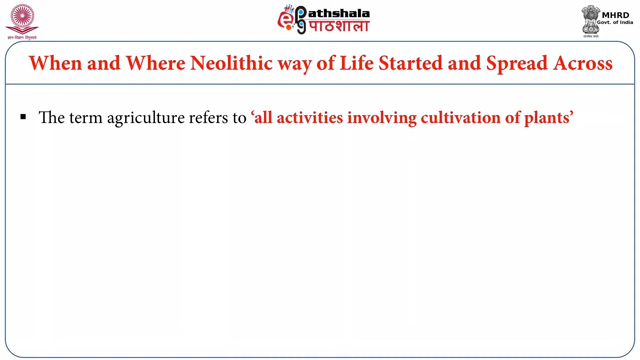 ePathshala
पाठशाला
MHRD
Govt. of India
When and Where Neolithic way of Life Started and Spread Across
The term agriculture refers to ‘all activities involving cultivation of plants’